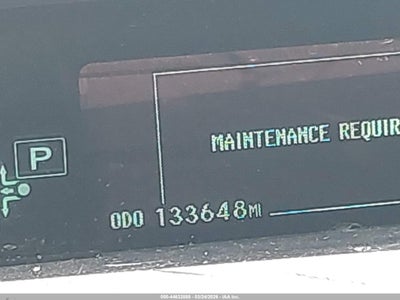 MAINTENANCE REQUIR
P
ODO 133648MI